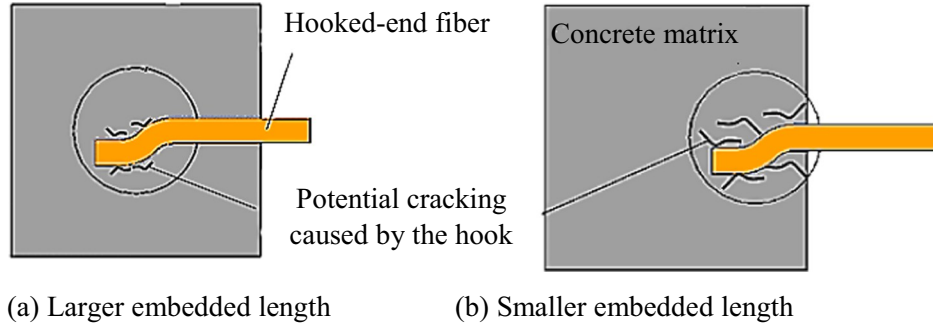 Hooked-end fiber
Concrete matrix
Potential cracking
caused by the hook
(a) Larger embedded length
(b) Smaller embedded length